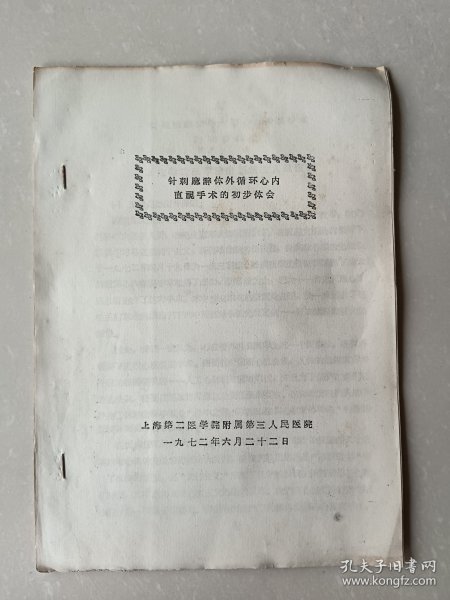 针刺麻醉体外循环心内
直视手术的初步体会
上海第二医学院附属第三人民医院
一九七二年六月二十二日
孔夫子旧书网
www.kongfz.com